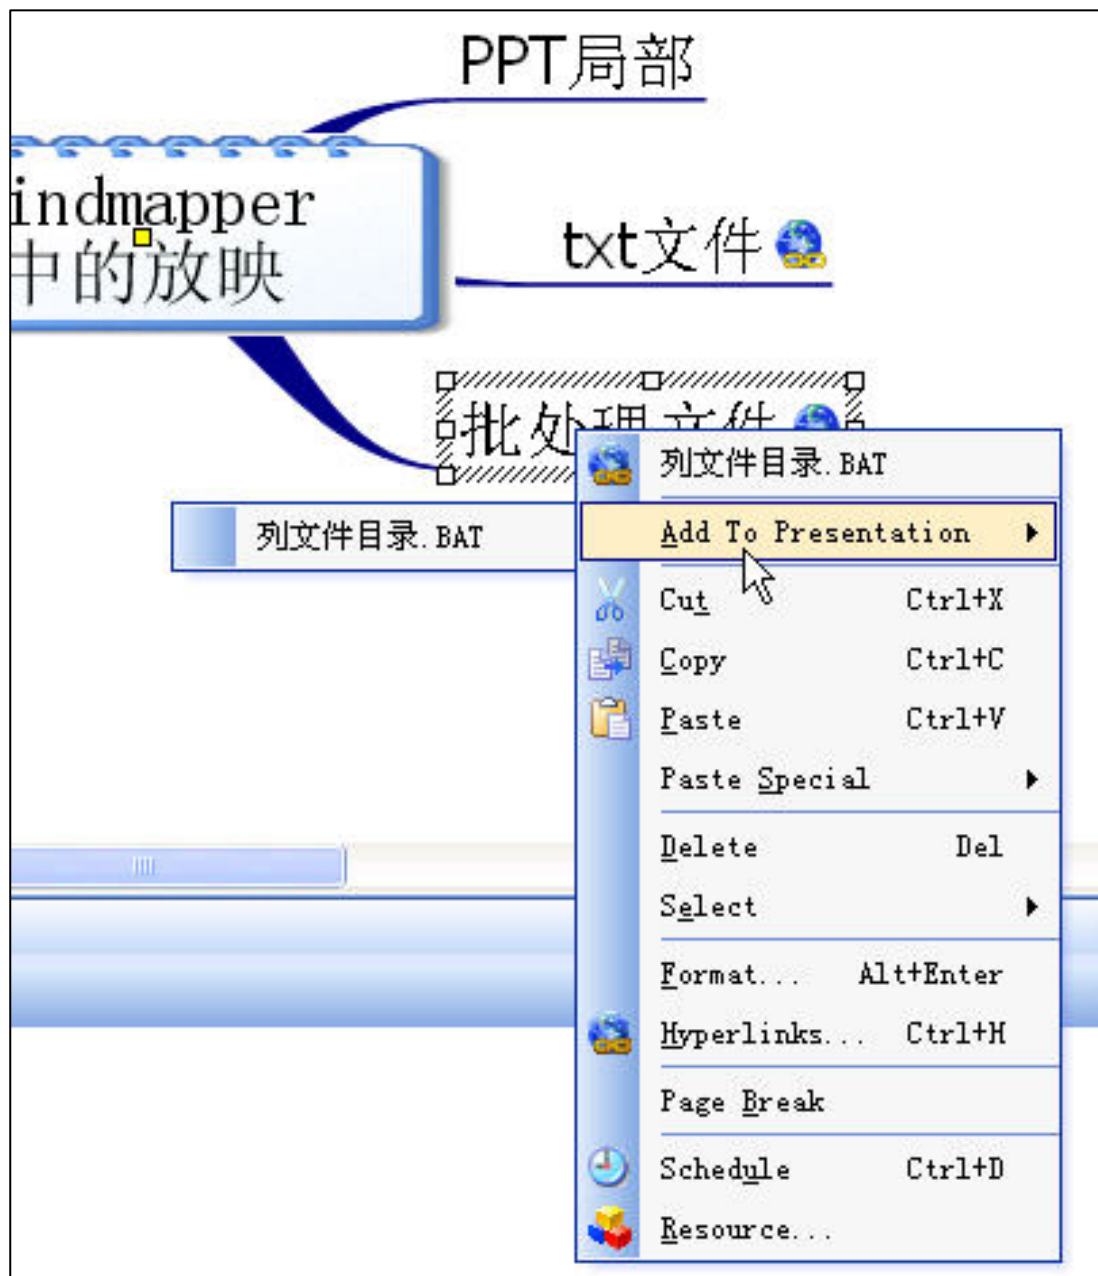 PPT局部
indmapper
中的放映
txt文件
批处理文件
列文件目录.BAT
列文件目录.BAT
Add To Presentation
Cut Ctrl+X
Copy Ctrl+C
Paste Ctrl+V
Paste Special
Delete Del
Select
Format... Alt+Enter
Hyperlinks... Ctrl+H
Page Break
Schedule Ctrl+D
Resource...